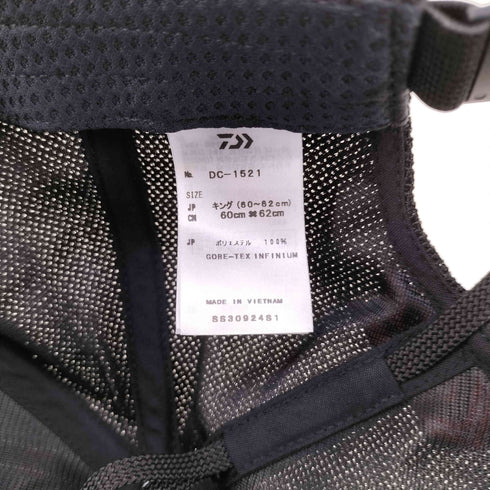 No. DC-1521
SIZE
JP キング (60~62cm)
CN 60cm※62cm
JP ポリエステル 100%
GORE-TEX INFINIUM
MADE IN VIETNAM
SS30924S1